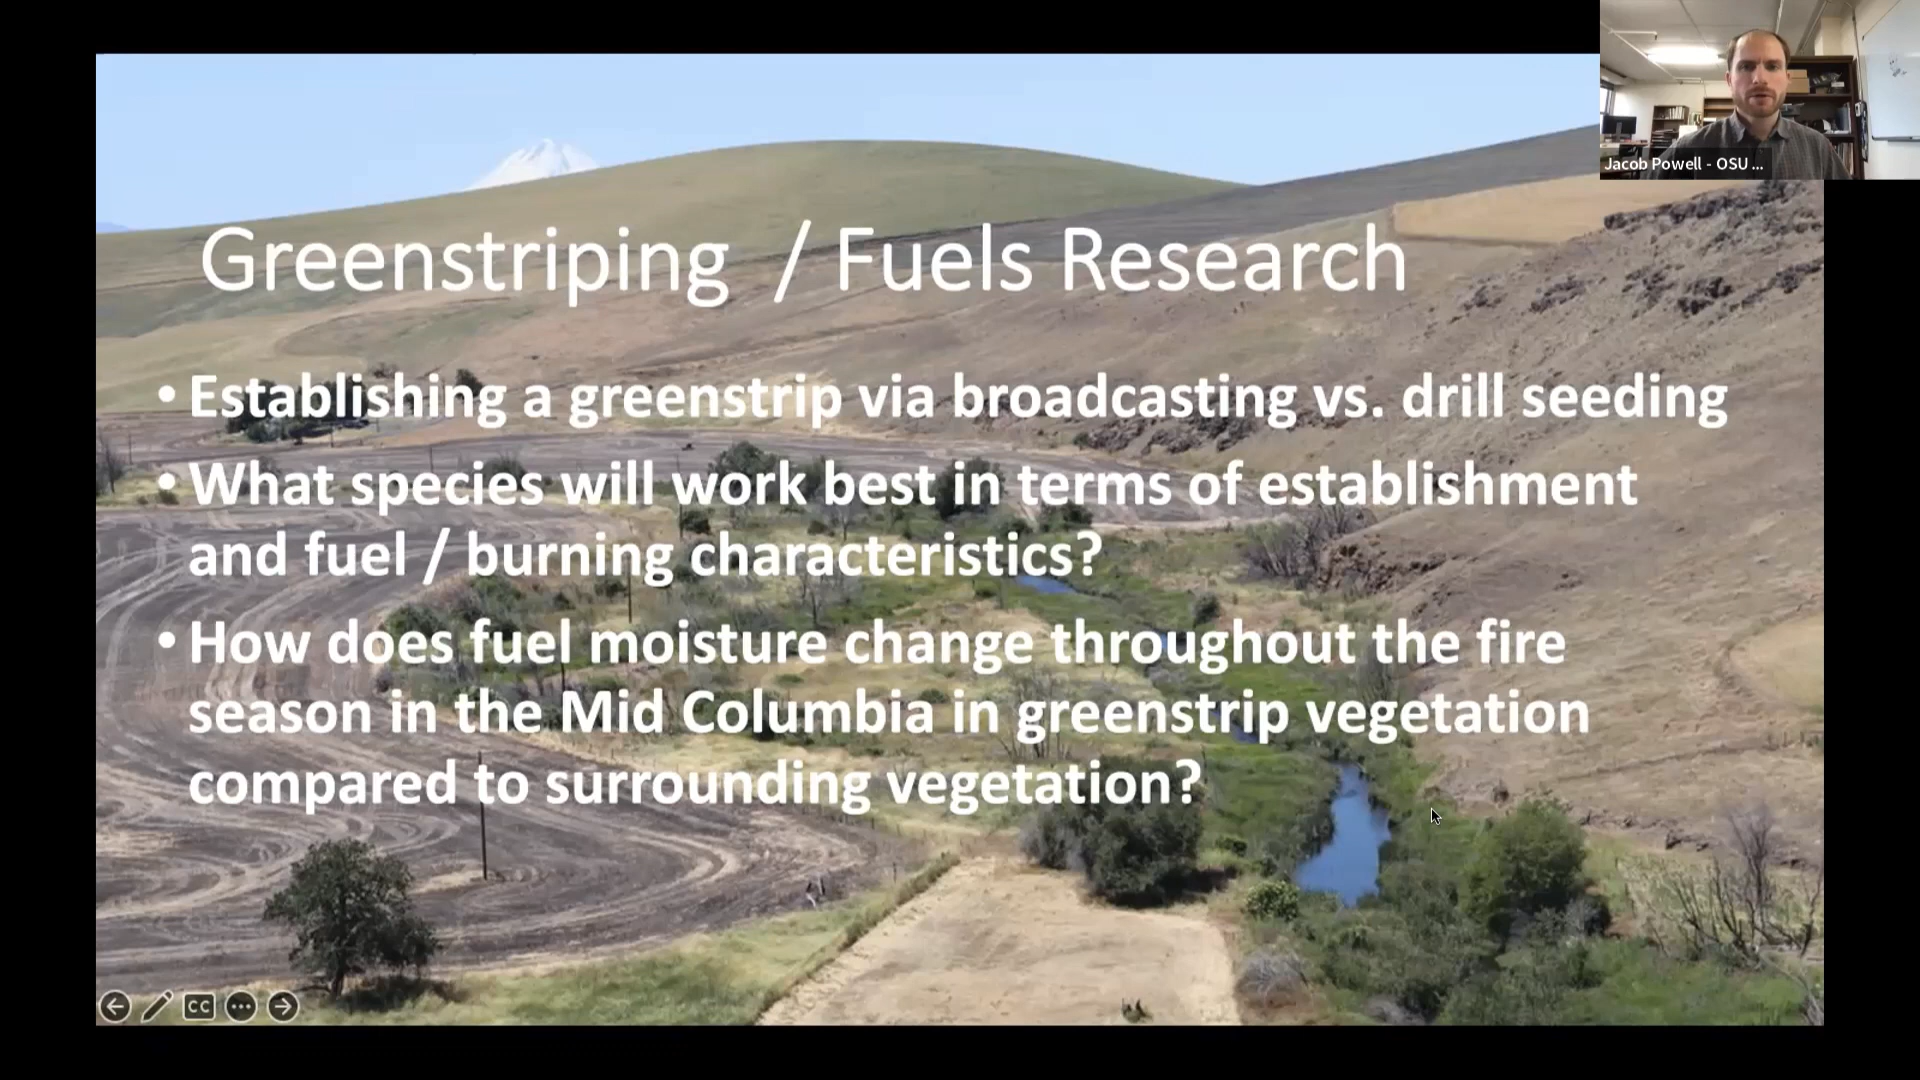 Jacob Powell - OSU ...
Greenstriping / Fuels Research
• Establishing a greenstrip via broadcasting vs. drill seeding
• What species will work best in terms of establishment
and fuel / burning characteristics?
• How does fuel moisture change throughout the fire
season in the Mid Columbia in greenstrip vegetation
compared to surrounding vegetation?
CC